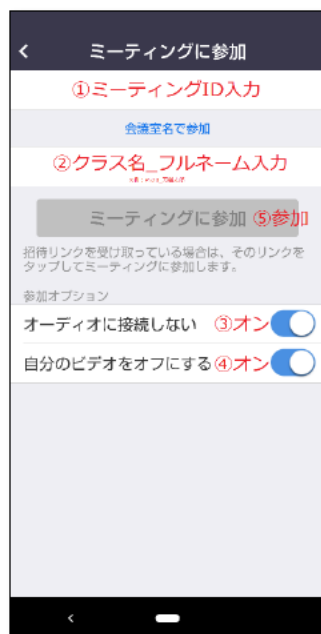 ミーティングに参加
①ミーティングID入力
会議室名で参加
②クラス名_フルネーム入力
ミーティングに参加 ⑤参加
招待リンクを受け取っている場合は、そのリンクを
タップしてミーティングに参加します。
参加オプション
オーディオに接続しない ③オン
自分のビデオをオフにする ④オン